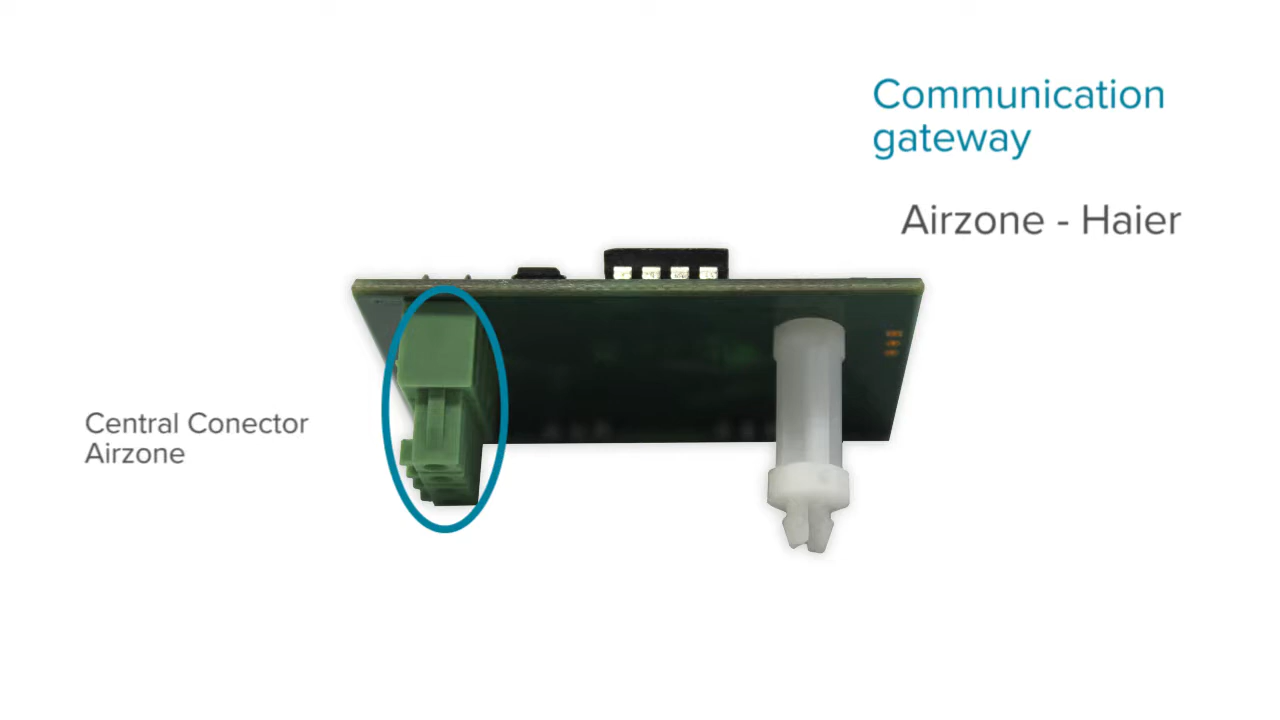 Communication
gateway
Airzone - Haier
Central Conector
Airzone